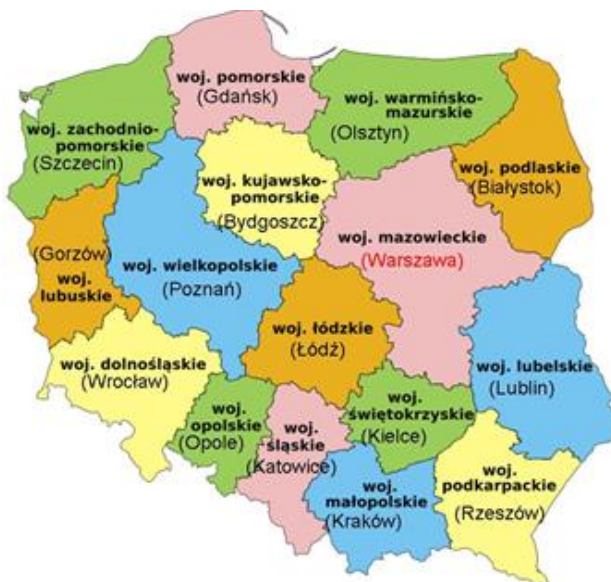 woj. pomorskie
(Gdańsk)
woj. warmińsko-
mazurskie
(Olsztyn)
woj. zachodnio-
pomorskie
(Szczecin)
woj. podlaskie
(Białystok)
woj. kujawsko-
pomorskie
(Bydgoszcz)
woj. mazowieckie
(Warszawa)
(Gorzów)
woj.
lubuskie
woj. wielkopolskie
(Poznań)
woj. łódzkie
(Łódź)
woj. dolnośląskie
(Wrocław)
woj. lubelskie
(Lublin)
woj.
opolskie
(Opole)
woj.
śląskie
(Katowice)
woj.
świętokrzyskie
(Kielce)
woj.
małopolskie
(Kraków)
woj.
podkarpackie
(Rzeszów)